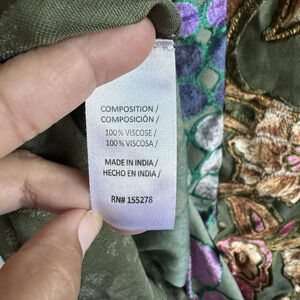 COMPOSITION /
COMPOSICIÓN /
100% VISCOSE /
100% VISCOSA /
MADE IN INDIA /
HECHO EN INDIA /
RN# 155278